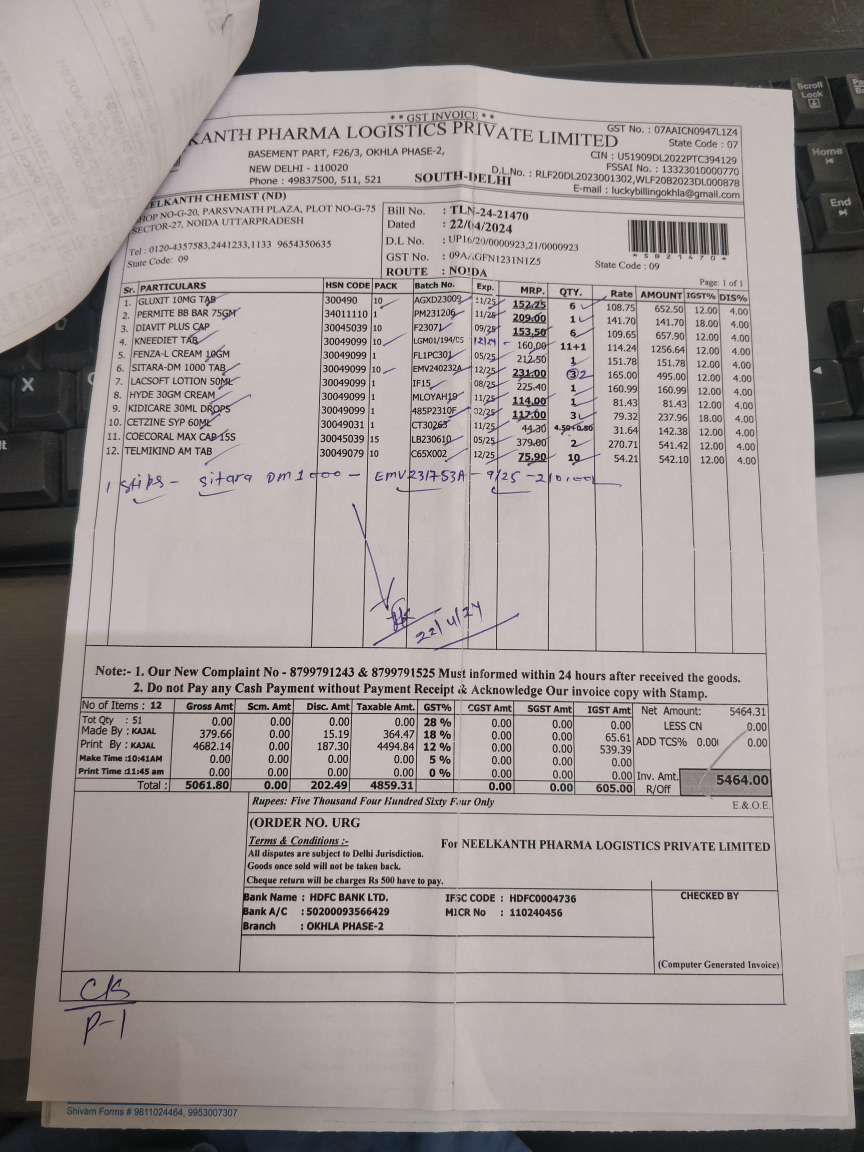 * * GST INVOICE * *
KANTH PHARMA LOGISTICS PRIVATE LIMITED
GST No. : 07AAICN0947L1Z4
State Code : 07
BASEMENT PART, F26/3, OKHLA PHASE-2,
CIN : U51909DL2022PTC394129
NEW DELHI - 110020
FSSAI No. : 13323010000770
Phone : 49837500, 511, 521
SOUTH-DELHI
D.L.No. : RLF20DL2023001302,WLF20B2023DL000878
E-mail : luckybillingokhla@gmail.com
ELKANTH CHEMIST (ND)
HOP NO-G-20, PARSVNATH PLAZA, PLOT NO-G-75
SECTOR-27, NOIDA UTTARPRADESH
Tel : 0120-4357583,2441233,1133 9654350635
State Code: 09
Bill No. : TLN-24-21470
Dated : 22/04/2024
D.L No. : UP16/20/0000923,21/0000923
GST No. : 09AAGFN1231N1Z5
State Code : 09
ROUTE : NOIDA
*S821470*
Page: 1 of 1
Sr. PARTICULARS HSN CODE PACK Batch No. Exp. MRP. QTY. Rate AMOUNT IGST% DIS%
1. GLUXIT 10MG TAB 300490 10 AGXD23009 11/25 152.25 6 108.75 652.50 12.00 4.00
2. PERMITE BB BAR 75GM 34011110 1 PM231206 11/28 209.00 1 141.70 141.70 18.00 4.00
3. DIAVIT PLUS CAP 30045039 10 F23071 09/25 153.50 6 109.65 657.90 12.00 4.00
4. KNEEDIET TAB 30049099 10 LGM01/194/CS 12/24 160.00 11+1 114.24 1256.64 12.00 4.00
5. FENZA-L CREAM 10GM 30049099 1 FL1PC301 05/25 212.50 1 151.78 151.78 12.00 4.00
6. SITARA-DM 1000 TAB 30049099 10 EMV240232A 12/25 231.00 3 2 165.00 495.00 12.00 4.00
7. LACSOFT LOTION 50ML 30049099 1 IF15 08/25 225.40 1 160.99 160.99 12.00 4.00
8. HYDE 30GM CREAM 30049099 1 MLOYAH19 11/25 114.00 1 81.43 81.43 12.00 4.00
9. KIDICARE 30ML DROPS 30049099 1 485P2310F 02/25 117.00 3 79.32 237.96 18.00 4.00
10. CETZINE SYP 60ML 30049031 1 CT30263 11/25 44.30 4.50+0.50 31.64 142.38 12.00 4.00
11. COECORAL MAX CAP 15S 30045039 15 LB230610 05/25 379.00 2 270.71 541.42 12.00 4.00
12. TELMIKIND AM TAB 30049079 10 C65X002 12/25 75.90 10 54.21 542.10 12.00 4.00
1 stips - sitara DM 1000 - EMV231753A - 9/25 - 210.00
22/4/24
Note:- 1. Our New Complaint No - 8799791243 & 8799791525 Must informed within 24 hours after received the goods.
2. Do not Pay any Cash Payment without Payment Receipt & Acknowledge Our invoice copy with Stamp.
No of Items : 12 Gross Amt Scm. Amt Disc. Amt Taxable Amt. GST% CGST Amt SGST Amt IGST Amt Net Amount: 5464.31
Tot Qty : 51 0.00 0.00 0.00 0.00 28 % 0.00 0.00 0.00 LESS CN 0.00
Made By : KAJAL 379.66 0.00 15.19 364.47 18 % 0.00 0.00 65.61
Print By : KAJAL 4682.14 0.00 187.30 4494.84 12 % 0.00 0.00 539.39 ADD TCS% 0.00 0.00
Make Time :10:41AM 0.00 0.00 0.00 0.00 5 % 0.00 0.00 0.00
Print Time :11:45 am 0.00 0.00 0.00 0.00 0 % 0.00 0.00 0.00 Inv. Amt. 5464.00
Total : 5061.80 0.00 202.49 4859.31 0.00 0.00 605.00 R/Off
Rupees: Five Thousand Four Hundred Sixty Four Only
E.& O.E.
(ORDER NO. URG
Terms & Conditions :-
All disputes are subject to Delhi Jurisdiction.
Goods once sold will not be taken back.
Cheque return will be charges Rs 500 have to pay.
For NEELKANTH PHARMA LOGISTICS PRIVATE LIMITED
Bank Name : HDFC BANK LTD. IFSC CODE : HDFC0004736
Bank A/C : 50200093566429 MICR No : 110240456
Branch : OKHLA PHASE-2
CHECKED BY
(Computer Generated Invoice)
P-1
Shivam Forms # 9811024464, 9953007307
Scroll
Lock
Home
End
X